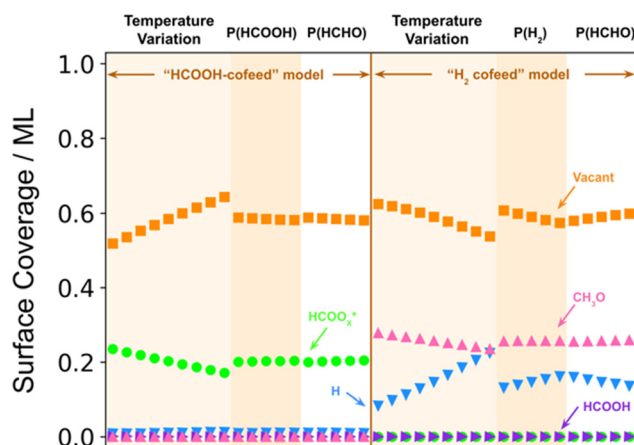 Temperature
Variation
P(HCOOH)
P(HCHO)
Temperature
Variation
P(H₂)
P(HCHO)
"HCOOH-cofeed" model
"H₂ cofeed" model
1.0
0.8
0.6
0.4
0.2
0.0
Surface Coverage / ML
Vacant
CH₃O
HCOOₓ*
H
HCOOH